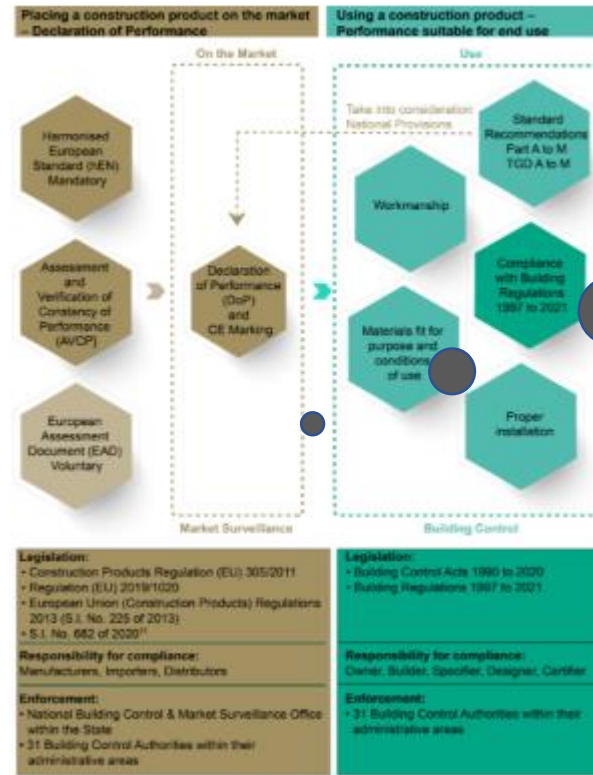 Placing a construction product on the market
– Declaration of Performance
Using a construction product –
Performance suitable for end use
On the Market
Use
Take into consideration
National Provisions
Harmonised
European
Standard (hEN)
Mandatory
Standard
Recommendations
Part A to M
TGD A to M
Workmanship
Assessment
and
Verification of
Constancy of
Performance
(AVCP)
Declaration
of Performance
(DoP)
and
CE Marking
Compliance
with Building
Regulations
1997 to 2021
Materials fit for
purpose and
conditions
of use
European
Assessment
Document (EAD)
Voluntary
Proper
installation
Market Surveillance
Building Control
Legislation:
• Construction Products Regulation (EU) 305/2011
• Regulation (EU) 2019/1020
• European Union (Construction Products) Regulations
2013 (S.I. No. 225 of 2013)
• S.I. No. 682 of 2020
Responsibility for compliance:
Manufacturers, Importers, Distributors
Enforcement:
• National Building Control & Market Surveillance Office
within the State
• 31 Building Control Authorities within their
administrative areas
Legislation:
• Building Control Acts 1990 to 2020
• Building Regulations 1997 to 2021
Responsibility for compliance:
Owner, Builder, Specifier, Designer, Certifier
Enforcement:
• 31 Building Control Authorities within their
administrative areas